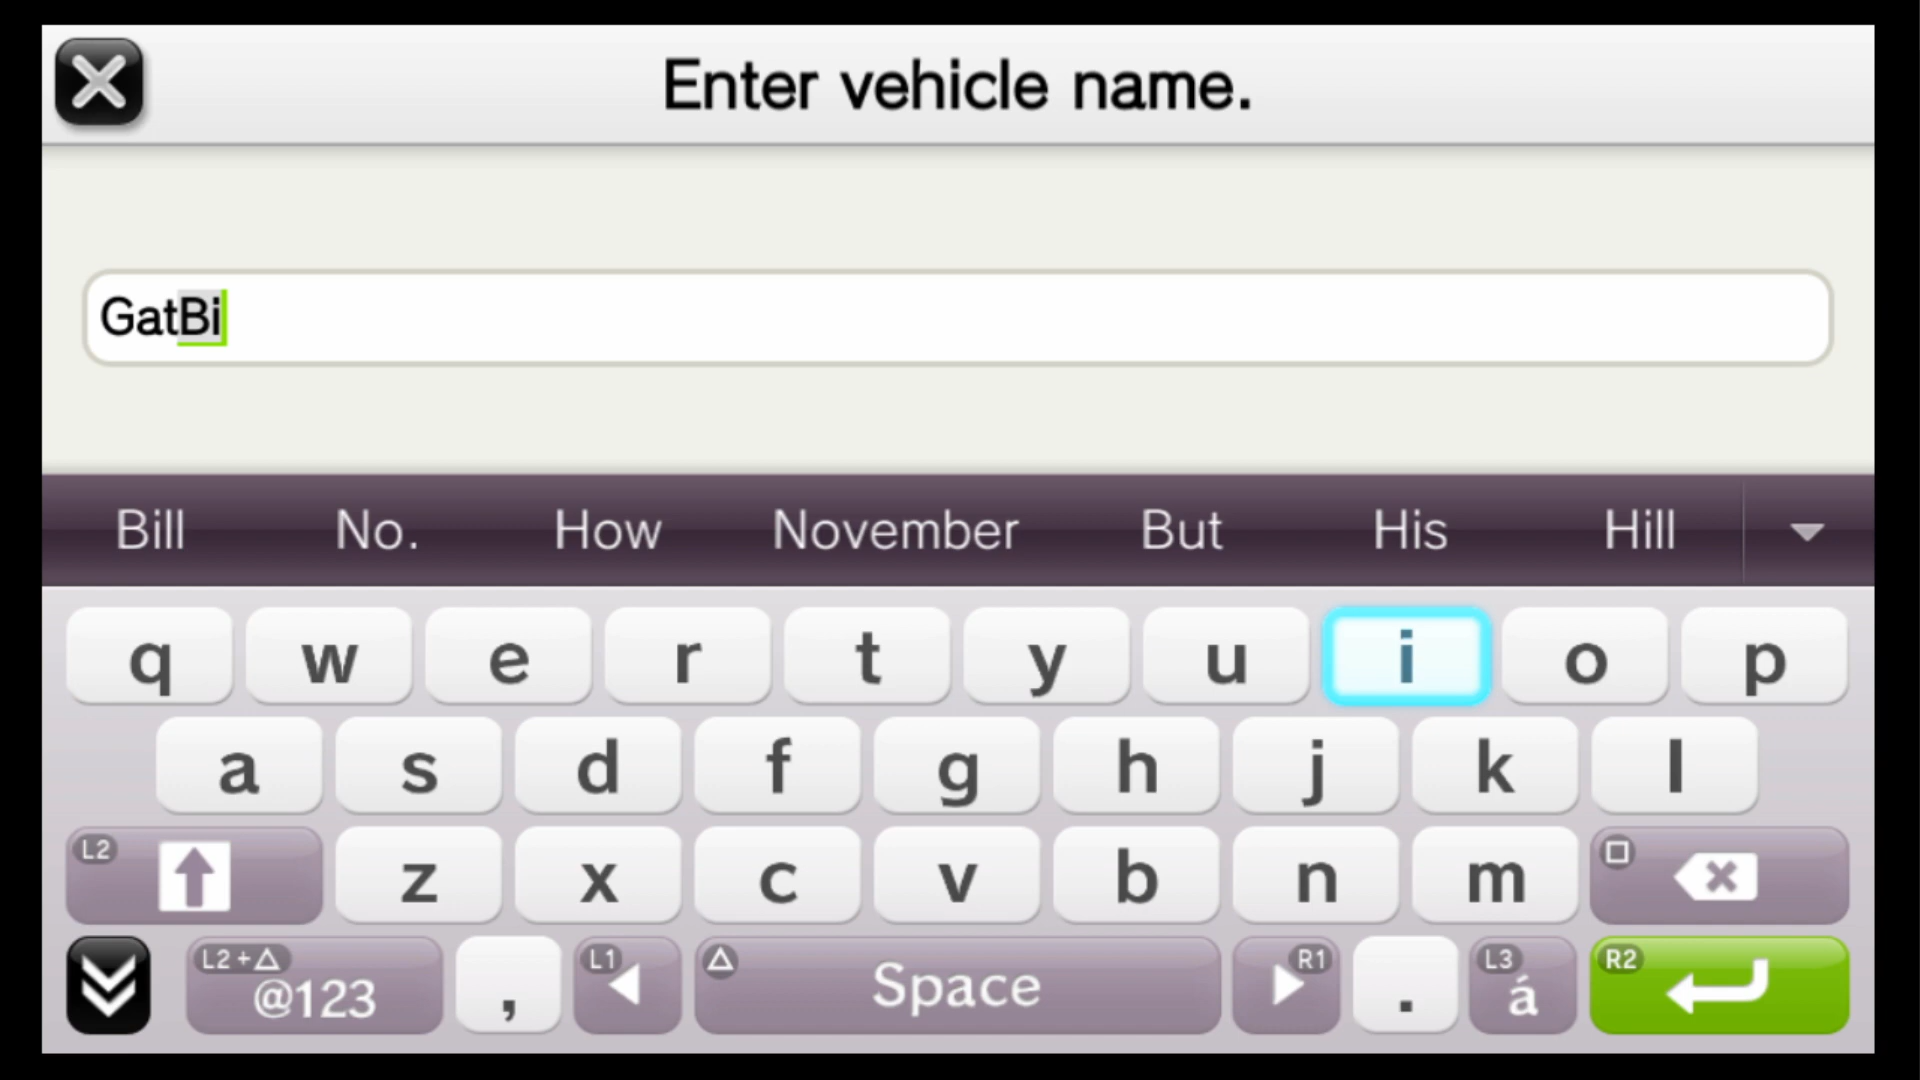 Enter vehicle name.
GatBi
Bill No. How November But His Hill
q w e r t y u i o p
a s d f g h j k l
L2 z x c v b n m
L2+△ @123 , L1 △ Space R1 . L3 á R2